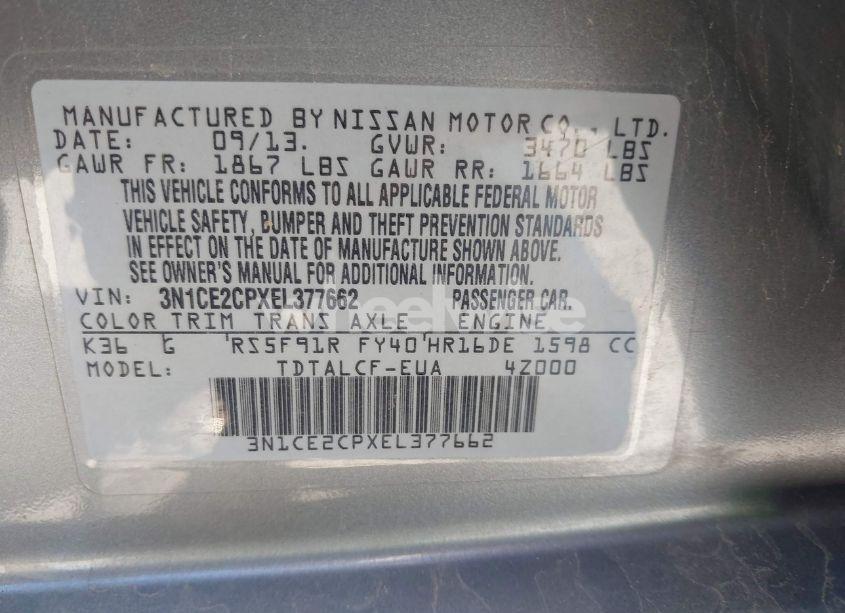 MANUFACTURED BY NISSAN MOTOR CO., LTD.
DATE: 09/13. GVWR: 3470 LBS
GAWR FR: 1867 LBS GAWR RR: 1664 LBS
THIS VEHICLE CONFORMS TO ALL APPLICABLE FEDERAL MOTOR
VEHICLE SAFETY, BUMPER AND THEFT PREVENTION STANDARDS
IN EFFECT ON THE DATE OF MANUFACTURE SHOWN ABOVE.
SEE OWNER'S MANUAL FOR ADDITIONAL INFORMATION.
VIN: 3N1CE2CPXEL377662 PASSENGER CAR.
COLOR TRIM TRANS AXLE ENGINE
K36 G RS5F91R FY40 HR16DE 1598 CC
MODEL: TDTALCF-EUA 4Z000
3N1CE2CPXEL377662